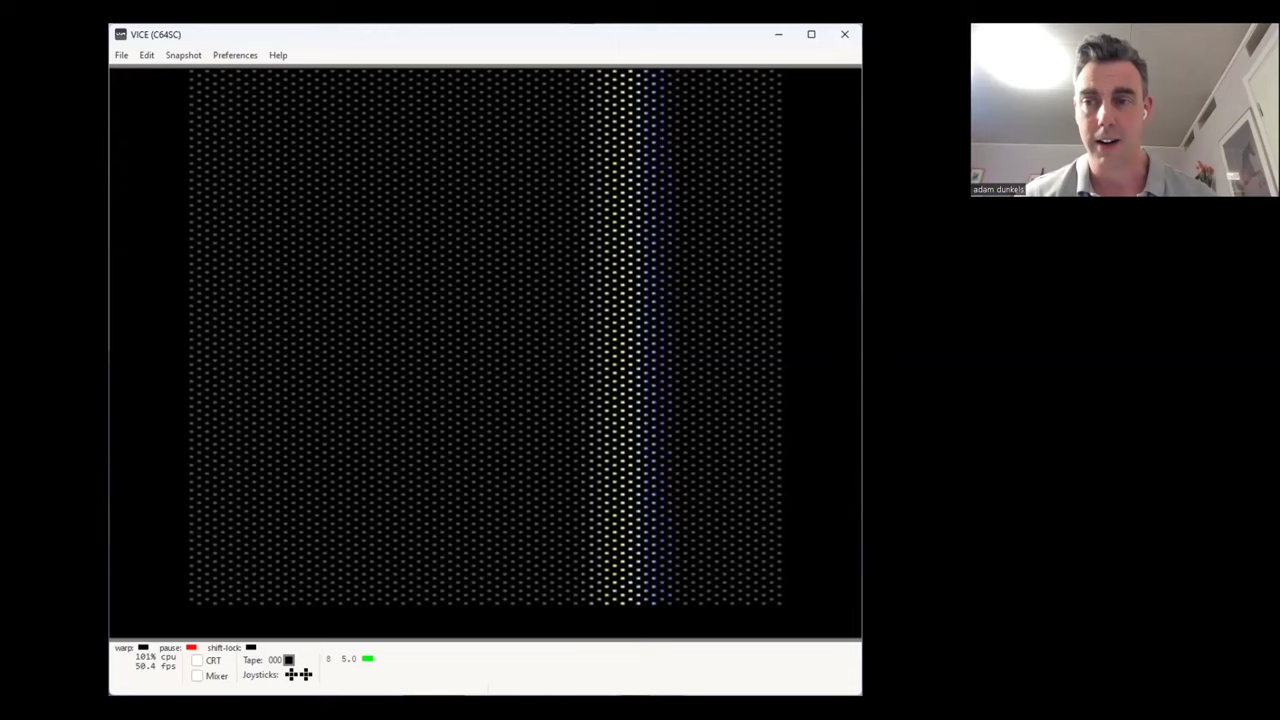 VICE (C64SC)
File Edit Snapshot Preferences Help
adam dunkels
warp: pause: shift-lock:
101% cpu
50.4 fps
CRT
Mixer
Tape: 000
Joysticks:
8 5.0